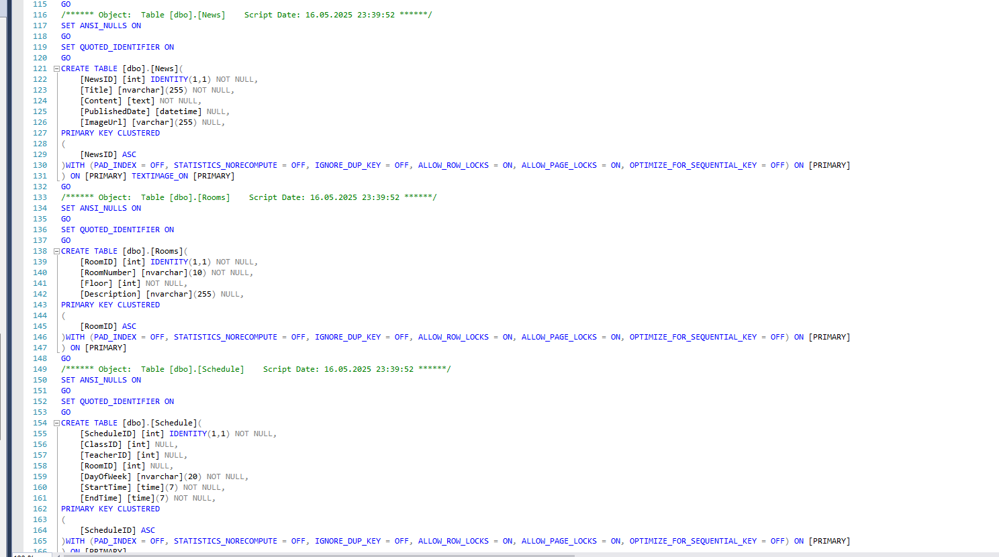 115 GO
116 /****** Object:  Table [dbo].[News]    Script Date: 16.05.2025 23:39:52 ******/
117 SET ANSI_NULLS ON
118 GO
119 SET QUOTED_IDENTIFIER ON
120 GO
121 CREATE TABLE [dbo].[News](
122     [NewsID] [int] IDENTITY(1,1) NOT NULL,
123     [Title] [nvarchar](255) NOT NULL,
124     [Content] [text] NOT NULL,
125     [PublishedDate] [datetime] NULL,
126     [ImageUrl] [varchar](255) NULL,
127 PRIMARY KEY CLUSTERED
128 (
129     [NewsID] ASC
130 )WITH (PAD_INDEX = OFF, STATISTICS_NORECOMPUTE = OFF, IGNORE_DUP_KEY = OFF, ALLOW_ROW_LOCKS = ON, ALLOW_PAGE_LOCKS = ON, OPTIMIZE_FOR_SEQUENTIAL_KEY = OFF) ON [PRIMARY]
131 ) ON [PRIMARY] TEXTIMAGE_ON [PRIMARY]
132 GO
133 /****** Object:  Table [dbo].[Rooms]    Script Date: 16.05.2025 23:39:52 ******/
134 SET ANSI_NULLS ON
135 GO
136 SET QUOTED_IDENTIFIER ON
137 GO
138 CREATE TABLE [dbo].[Rooms](
139     [RoomID] [int] IDENTITY(1,1) NOT NULL,
140     [RoomNumber] [nvarchar](10) NOT NULL,
141     [Floor] [int] NOT NULL,
142     [Description] [nvarchar](255) NULL,
143 PRIMARY KEY CLUSTERED
144 (
145     [RoomID] ASC
146 )WITH (PAD_INDEX = OFF, STATISTICS_NORECOMPUTE = OFF, IGNORE_DUP_KEY = OFF, ALLOW_ROW_LOCKS = ON, ALLOW_PAGE_LOCKS = ON, OPTIMIZE_FOR_SEQUENTIAL_KEY = OFF) ON [PRIMARY]
147 ) ON [PRIMARY]
148 GO
149 /****** Object:  Table [dbo].[Schedule]    Script Date: 16.05.2025 23:39:52 ******/
150 SET ANSI_NULLS ON
151 GO
152 SET QUOTED_IDENTIFIER ON
153 GO
154 CREATE TABLE [dbo].[Schedule](
155     [ScheduleID] [int] IDENTITY(1,1) NOT NULL,
156     [ClassID] [int] NULL,
157     [TeacherID] [int] NULL,
158     [RoomID] [int] NULL,
159     [DayOfWeek] [nvarchar](20) NOT NULL,
160     [StartTime] [time](7) NOT NULL,
161     [EndTime] [time](7) NOT NULL,
162 PRIMARY KEY CLUSTERED
163 (
164     [ScheduleID] ASC
165 )WITH (PAD_INDEX = OFF, STATISTICS_NORECOMPUTE = OFF, IGNORE_DUP_KEY = OFF, ALLOW_ROW_LOCKS = ON, ALLOW_PAGE_LOCKS = ON, OPTIMIZE_FOR_SEQUENTIAL_KEY = OFF) ON [PRIMARY]
166 ) ON [PRIMARY]